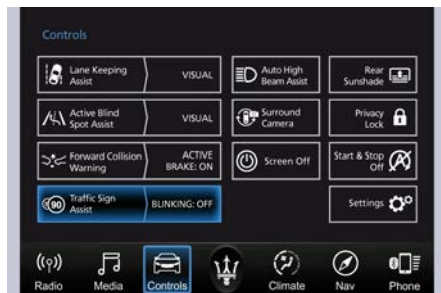 Controls
Lane Keeping
Assist
VISUAL
Auto High
Beam Assist
Rear
Sunshade
Active Blind
Spot Assist
VISUAL
Surround
Camera
Privacy
Lock
Forward Collision
Warning
ACTIVE
BRAKE: ON
Screen Off
Start & Stop
Off
90
Traffic Sign
Assist
BLINKING: OFF
Settings
Radio
Media
Controls
Climate
Nav
Phone